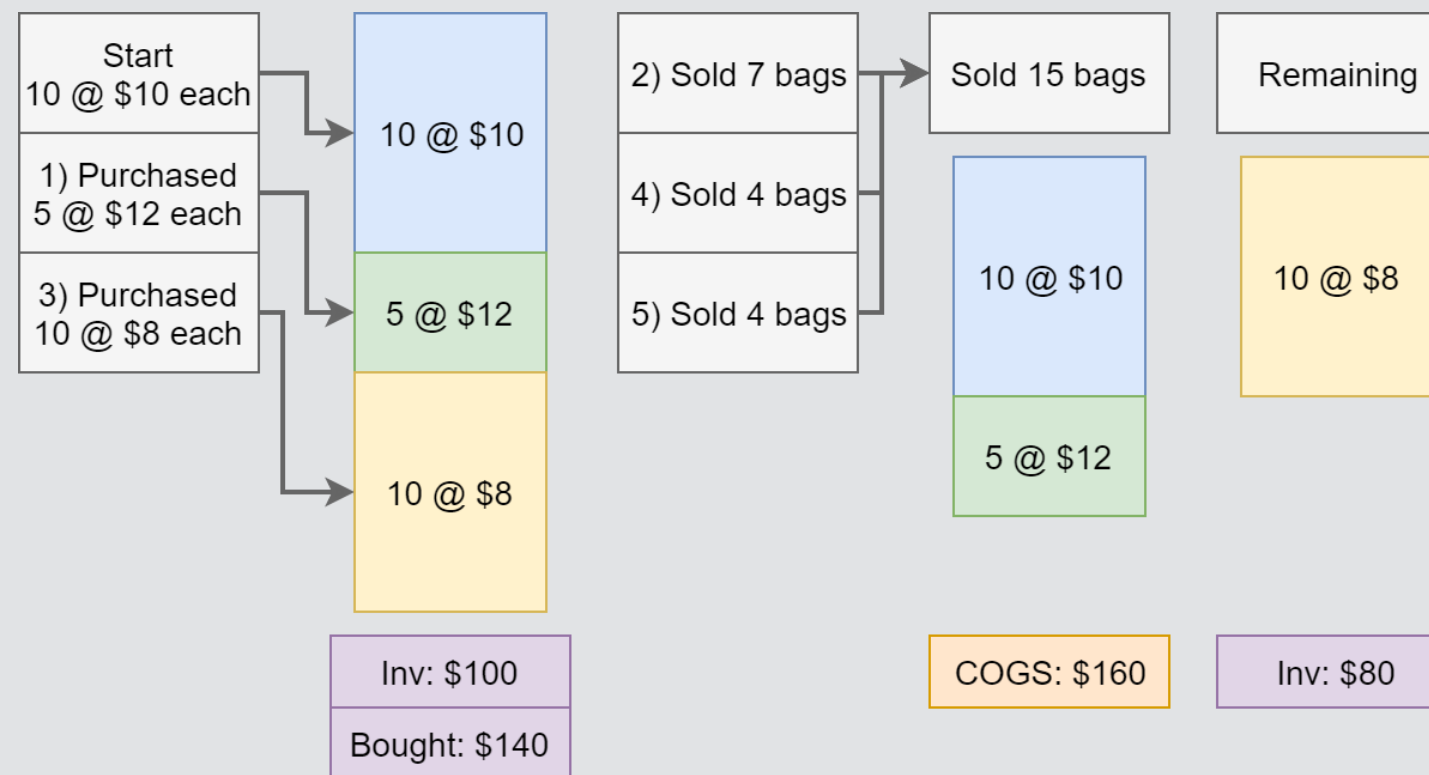 Start
10 @ $10 each
1) Purchased
5 @ $12 each
3) Purchased
10 @ $8 each
10 @ $10
5 @ $12
10 @ $8
Inv: $100
Bought: $140
2) Sold 7 bags
4) Sold 4 bags
5) Sold 4 bags
Sold 15 bags
10 @ $10
5 @ $12
COGS: $160
Remaining
10 @ $8
Inv: $80